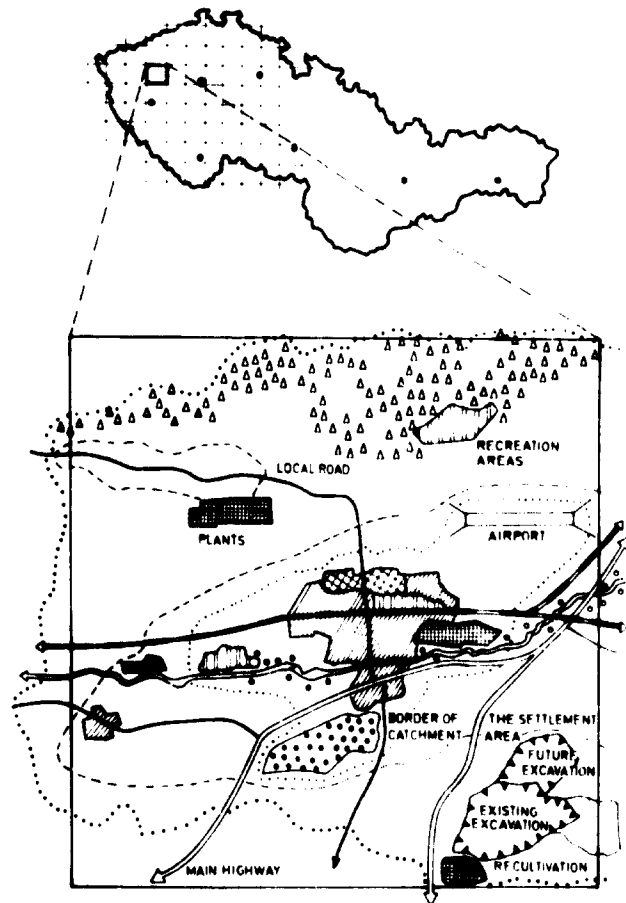 RECREATION
AREAS
LOCAL ROAD
PLANTS
AIRPORT
BORDER OF
CATCHMENT
THE SETTLEMENT
AREA
FUTURE
EXCAVATION
EXISTING
EXCAVATION
RECULTIVATION
MAIN HIGHWAY